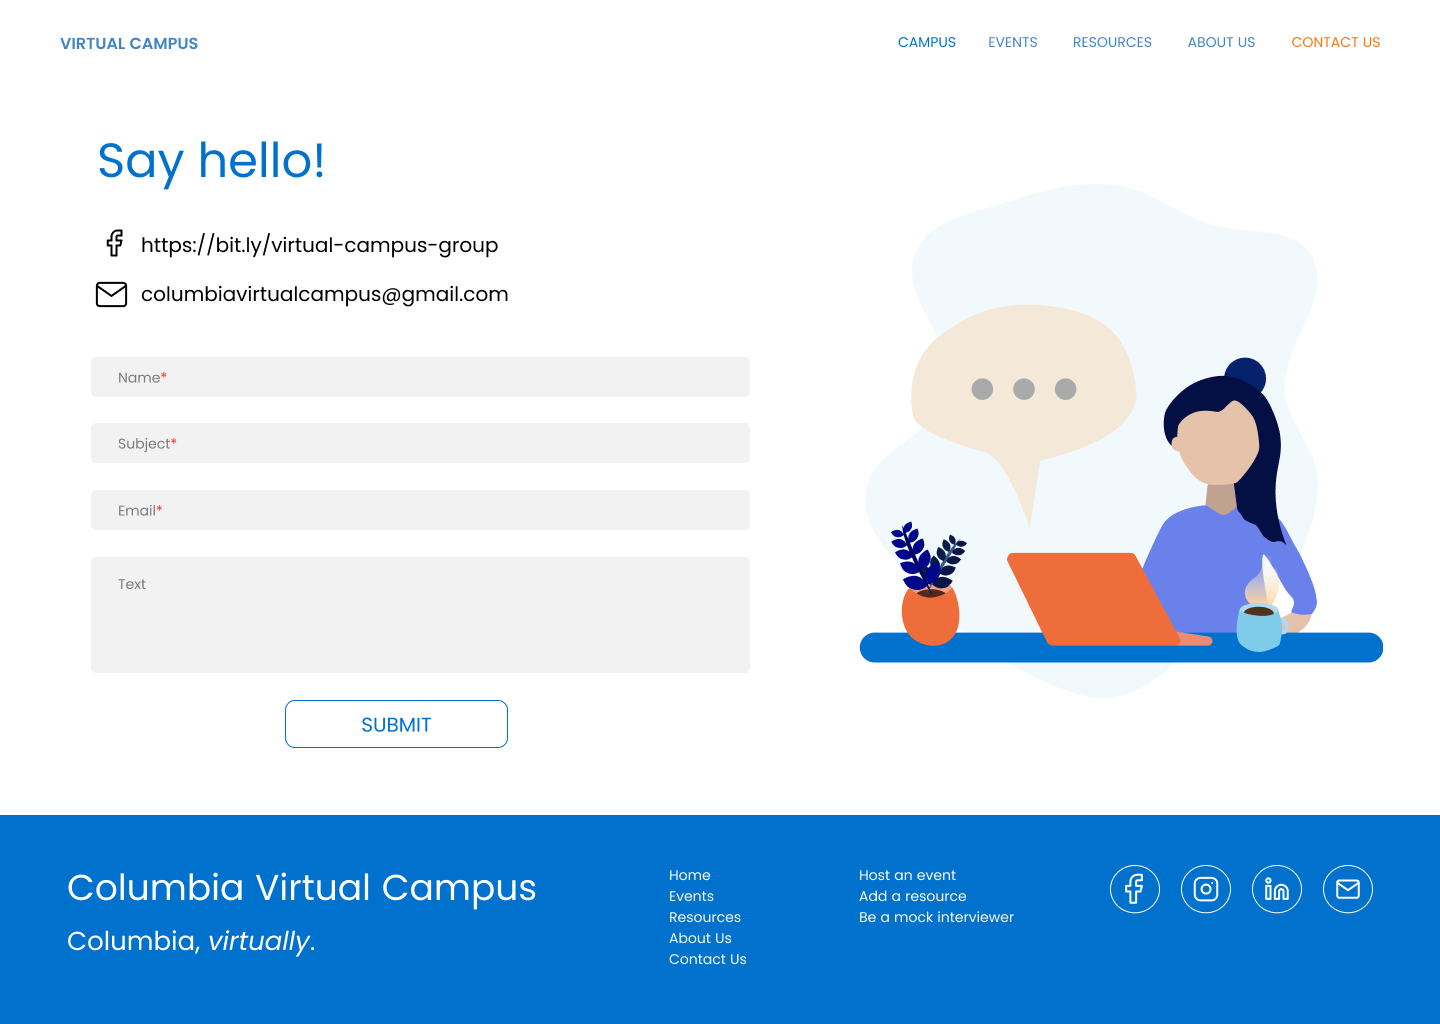 VIRTUAL CAMPUS
CAMPUS EVENTS RESOURCES ABOUT US CONTACT US
Say hello!
https://bit.ly/virtual-campus-group
columbiavirtualcampus@gmail.com
Name*
Subject*
Email*
Text
SUBMIT
Columbia Virtual Campus
Columbia, virtually.
Home
Events
Resources
About Us
Contact Us
Host an event
Add a resource
Be a mock interviewer